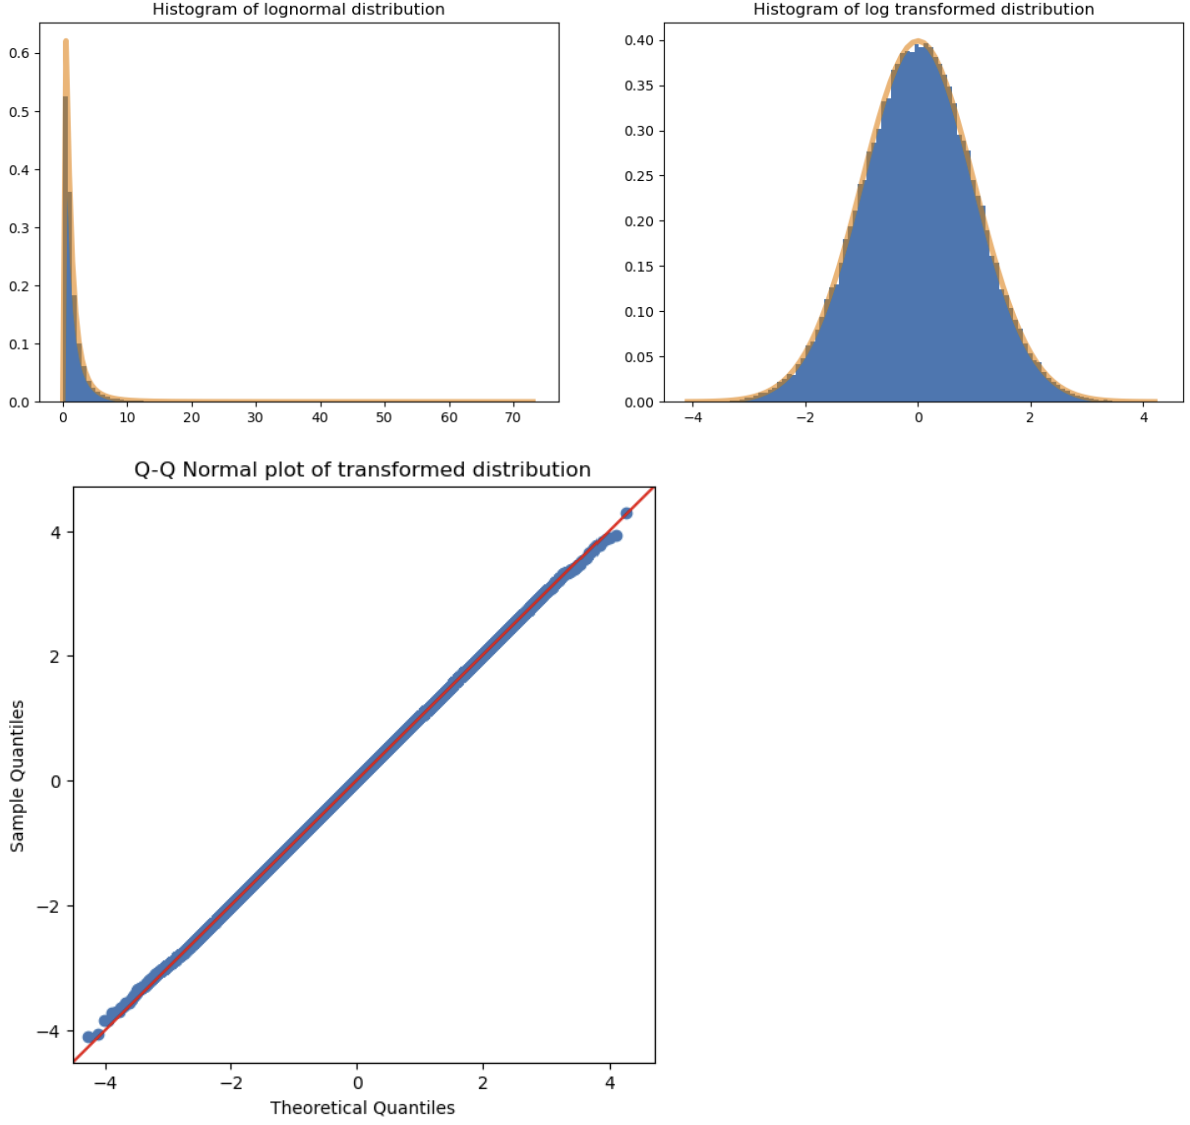 Histogram of lognormal distribution
0.6
0.5
0.4
0.3
0.2
0.1
0.0
0 10 20 30 40 50 60 70
Histogram of log transformed distribution
0.40
0.35
0.30
0.25
0.20
0.15
0.10
0.05
0.00
−4 −2 0 2 4
Q-Q Normal plot of transformed distribution
Sample Quantiles
4
2
0
−2
−4
−4 −2 0 2 4
Theoretical Quantiles